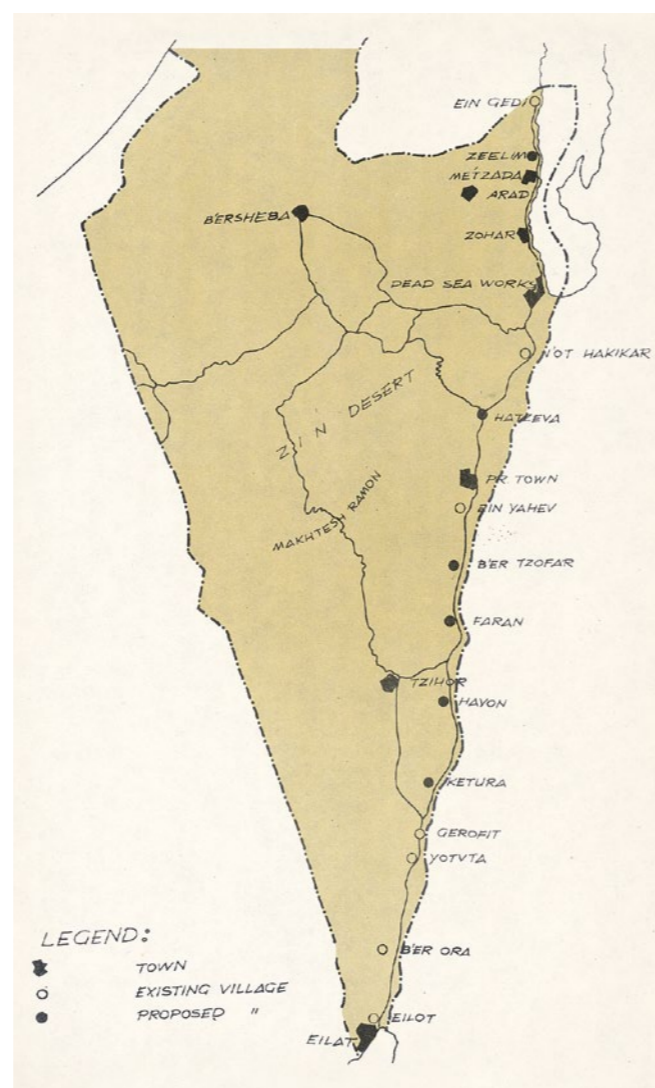 EIN GEDI
ZEELIM
METZADA
ARAD
B'ERSHEBA
ZOHAR
DEAD SEA WORKS
N'OT HAKIKAR
ZIN DESERT
HATZEVA
PR. TOWN
MAKHTESH RAMON
EIN YAHEV
B'ER TZOFAR
FARAN
TZIHOR
HAYON
KETURA
GEROFIT
YOTVTA
LEGEND:
B'ER ORA
TOWN
EXISTING VILLAGE
PROPOSED "
EILOT
EILAT